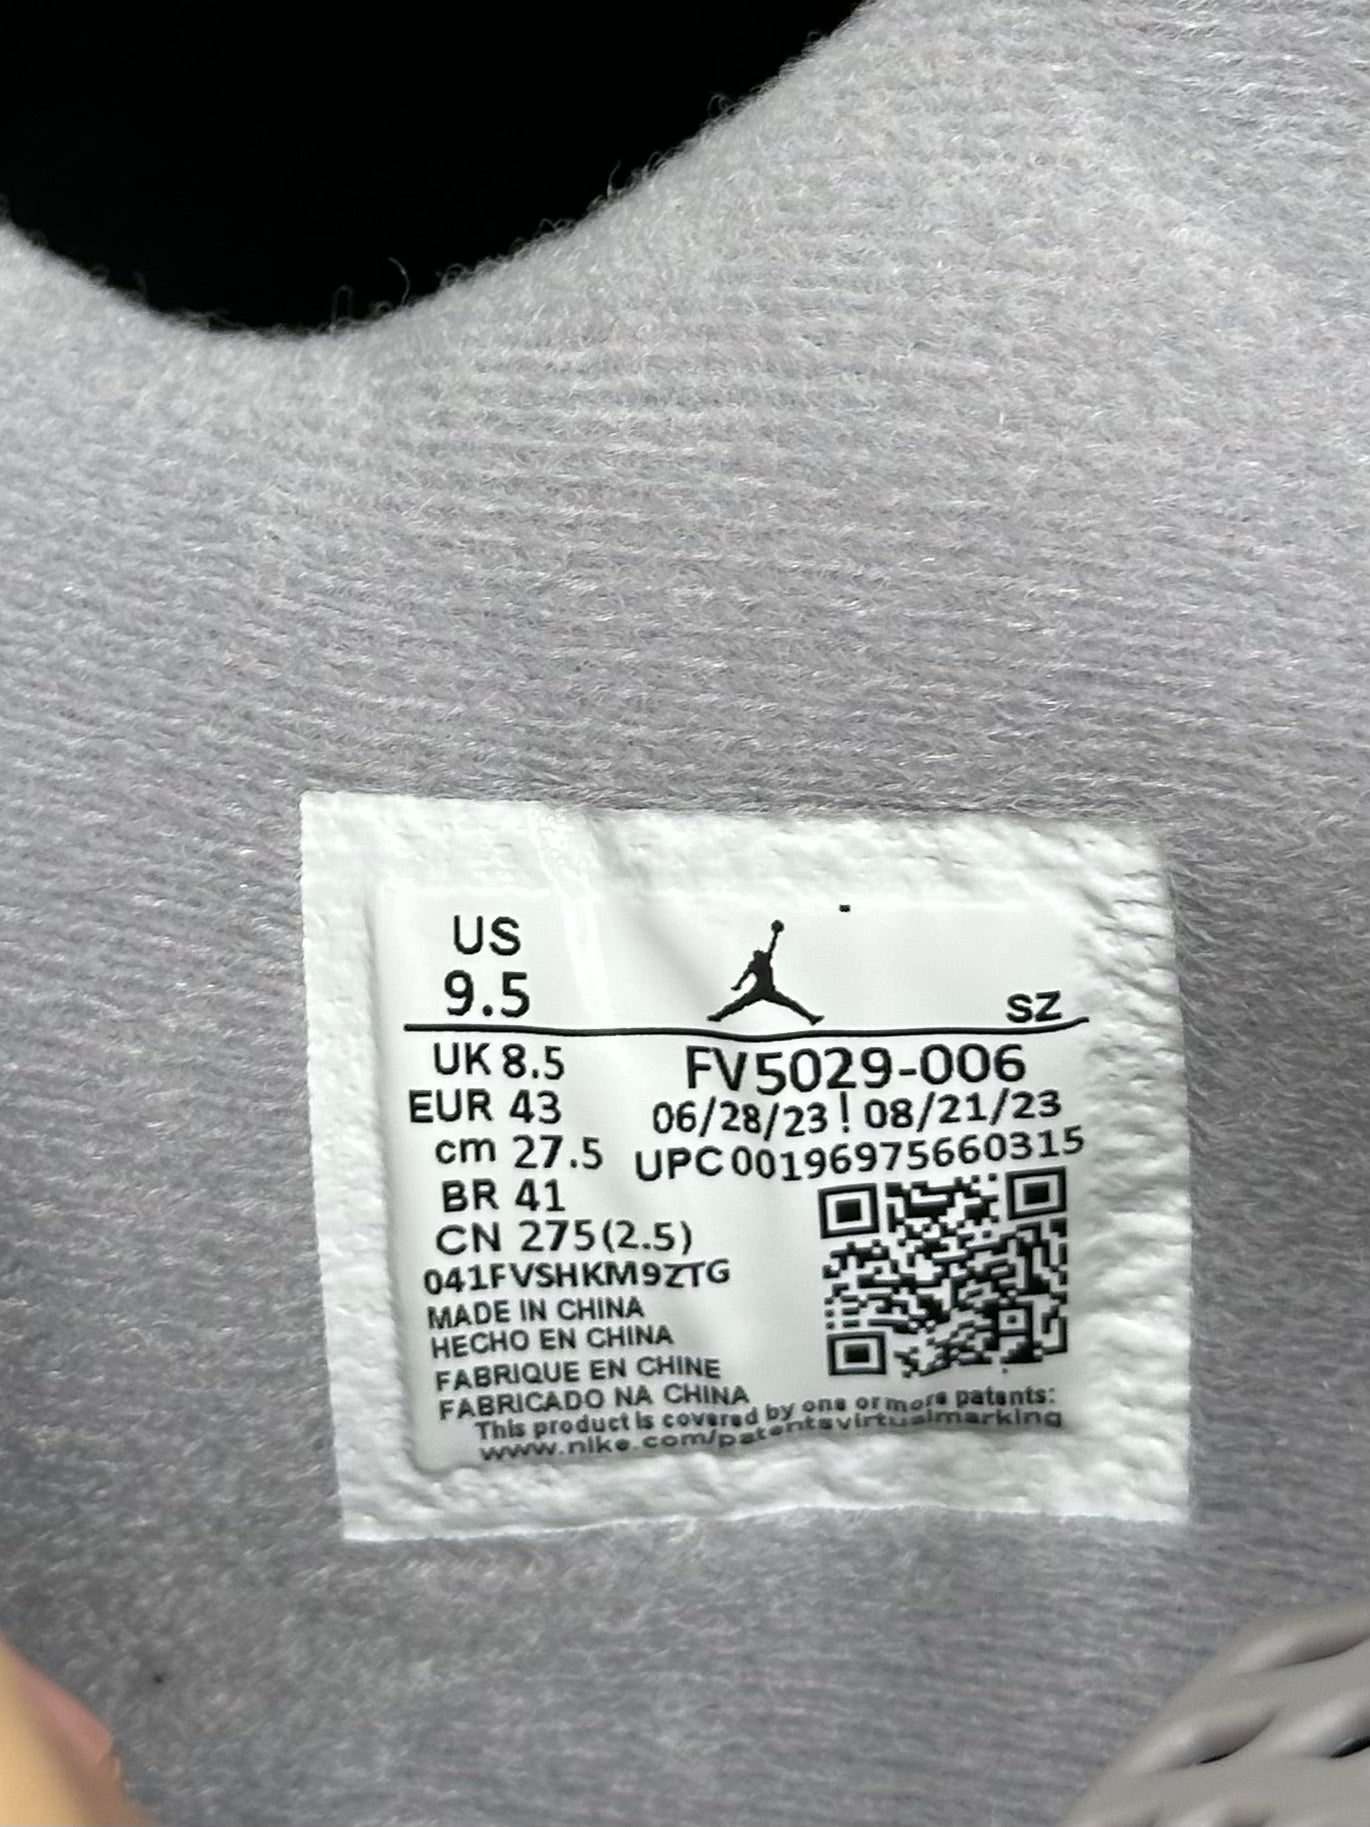 US
9.5
SZ
UK 8.5
EUR 43
cm 27.5
BR 41
CN 275(2.5)
FV5029-006
06/28/23 ! 08/21/23
UPC00196975660315
041FVSHKM9ZTG
MADE IN CHINA
HECHO EN CHINA
FABRIQUE EN CHINE
FABRICADO NA CHINA
This product is covered by one or more patents:
www.nike.com/patentsvirtualmarking